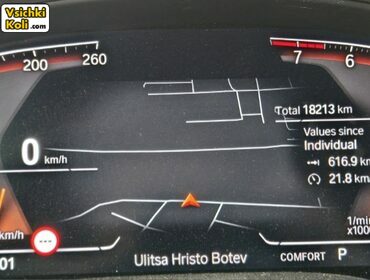 Vsichki
Koli.com
200
260
7
6
Total 18213 km
Values since
Individual
616.9 km
21.8 km/
0 km/h
1/min
x1000
km/h
01
Ulitsa Hristo Botev
COMFORT
P